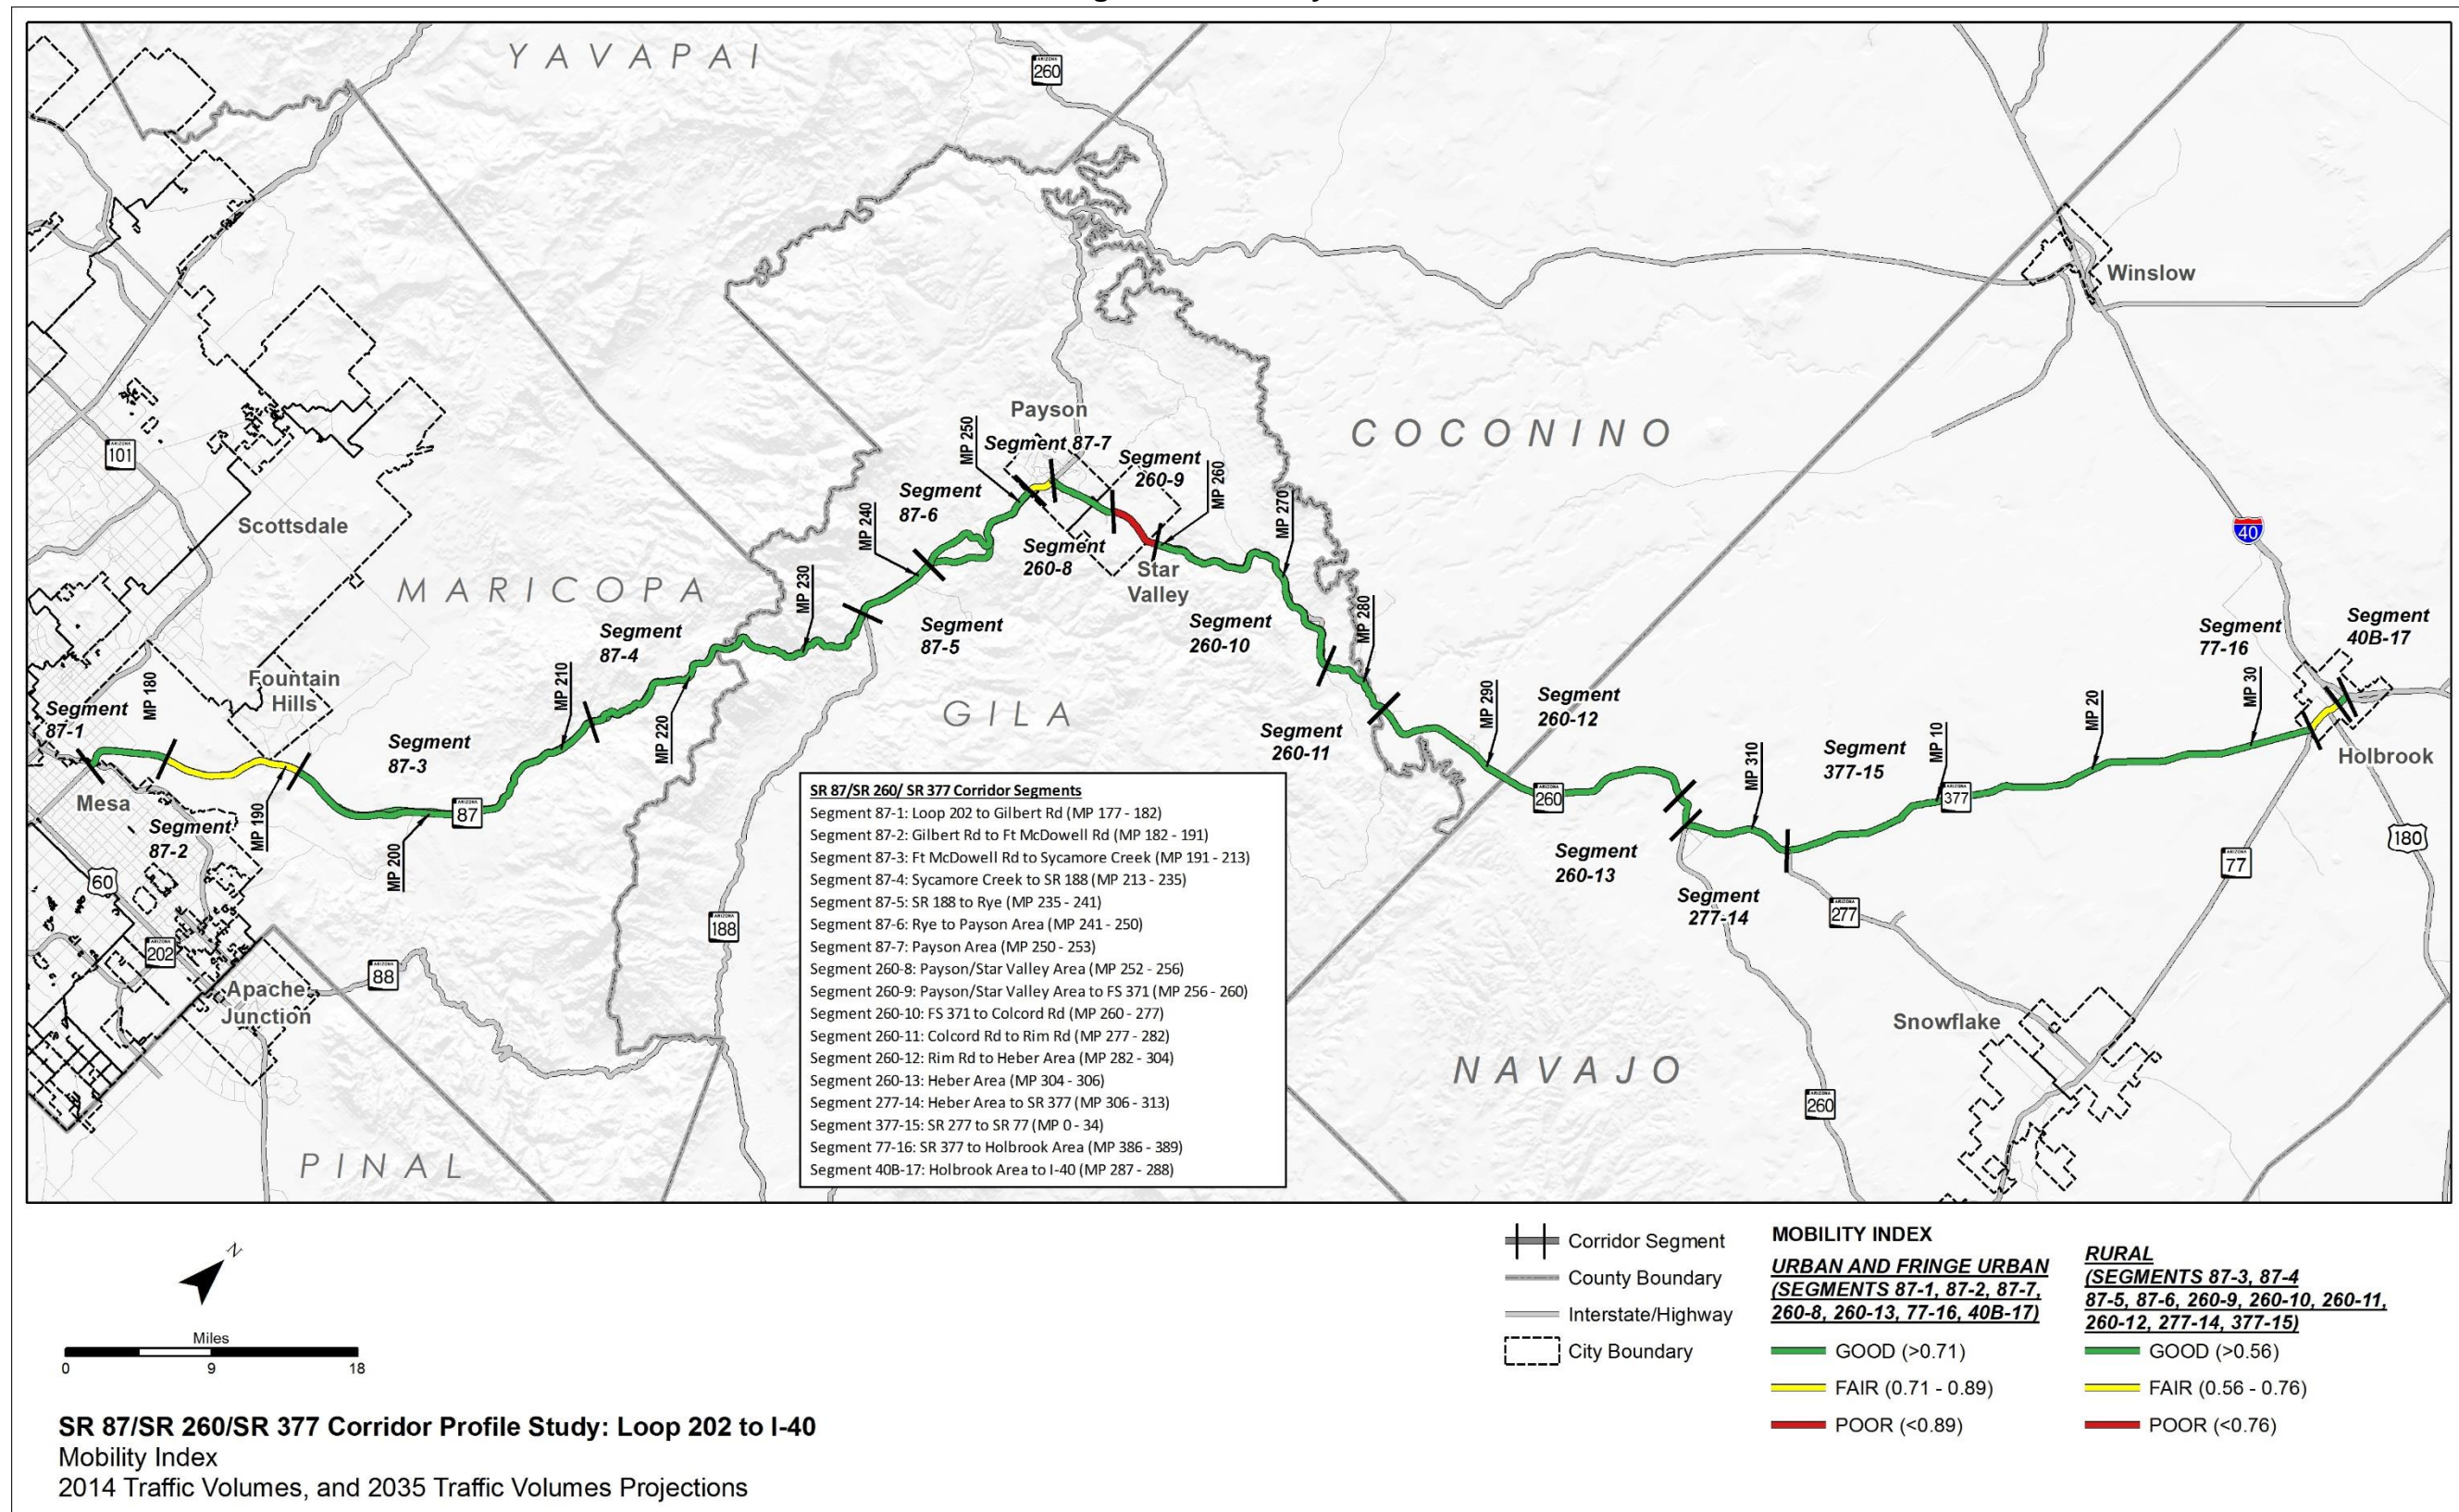 YAVAPAI
260
Winslow
COCONINO
Payson
MP 250
Segment 87-7
Segment
260-9
MP 260
101
Segment
87-6
MP 240
MP 270
Scottsdale
40
Segment
260-8
Star
Valley
MARICOPA
MP 230
MP 280
Segment
87-5
Segment
260-10
Segment
87-4
Segment
77-16
Segment
40B-17
MP 210
Fountain
Hills
MP 180
Segment
87-1
MP 220
GILA
MP 290
Segment
260-12
MP 20
MP 30
Segment
87-3
Segment
260-11
MP 310
Segment
377-15
MP 10
Holbrook
Mesa
MP 190
87
260
377
Segment
87-2
MP 200
180
Segment
260-13
77
60
Segment
277-14
277
188
202
88
Apache
Junction
Snowflake
NAVAJO
260
PINAL
SR 87/SR 260/ SR 377 Corridor Segments
Segment 87-1: Loop 202 to Gilbert Rd (MP 177 - 182)
Segment 87-2: Gilbert Rd to Ft McDowell Rd (MP 182 - 191)
Segment 87-3: Ft McDowell Rd to Sycamore Creek (MP 191 - 213)
Segment 87-4: Sycamore Creek to SR 188 (MP 213 - 235)
Segment 87-5: SR 188 to Rye (MP 235 - 241)
Segment 87-6: Rye to Payson Area (MP 241 - 250)
Segment 87-7: Payson Area (MP 250 - 253)
Segment 260-8: Payson/Star Valley Area (MP 252 - 256)
Segment 260-9: Payson/Star Valley Area to FS 371 (MP 256 - 260)
Segment 260-10: FS 371 to Colcord Rd (MP 260 - 277)
Segment 260-11: Colcord Rd to Rim Rd (MP 277 - 282)
Segment 260-12: Rim Rd to Heber Area (MP 282 - 304)
Segment 260-13: Heber Area (MP 304 - 306)
Segment 277-14: Heber Area to SR 377 (MP 306 - 313)
Segment 377-15: SR 277 to SR 77 (MP 0 - 34)
Segment 77-16: SR 377 to Holbrook Area (MP 386 - 389)
Segment 40B-17: Holbrook Area to I-40 (MP 287 - 288)
N
Miles
0 9 18
Corridor Segment
County Boundary
Interstate/Highway
City Boundary
MOBILITY INDEX
URBAN AND FRINGE URBAN
(SEGMENTS 87-1, 87-2, 87-7,
260-8, 260-13, 77-16, 40B-17)
GOOD (>0.71)
FAIR (0.71 - 0.89)
POOR (<0.89)
RURAL
(SEGMENTS 87-3, 87-4
87-5, 87-6, 260-9, 260-10, 260-11,
260-12, 277-14, 377-15)
GOOD (>0.56)
FAIR (0.56 - 0.76)
POOR (<0.76)
SR 87/SR 260/SR 377 Corridor Profile Study: Loop 202 to I-40
Mobility Index
2014 Traffic Volumes, and 2035 Traffic Volumes Projections